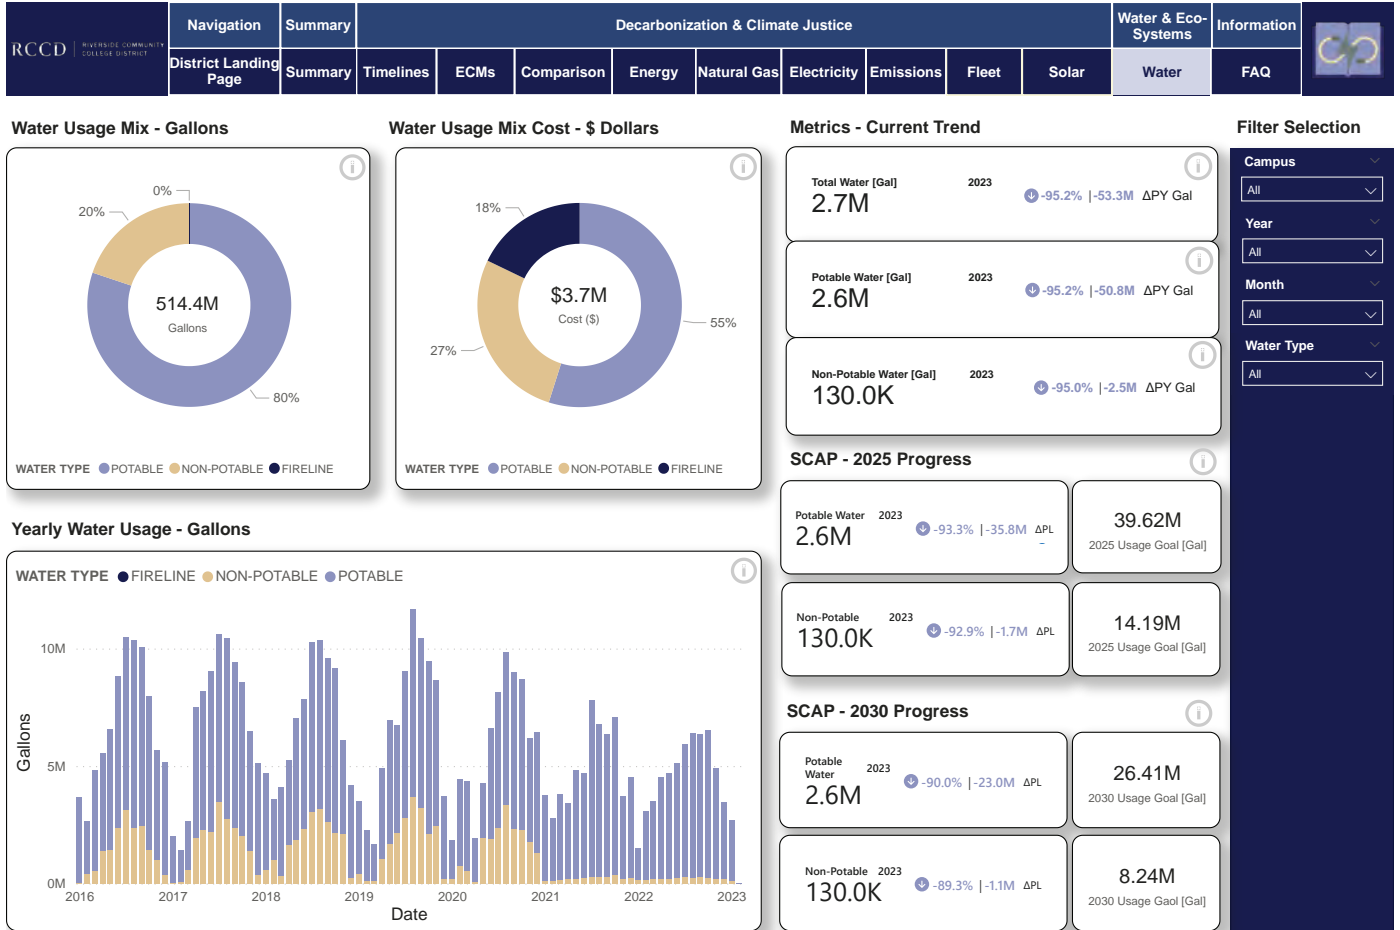 RCCD RIVERSIDE COMMUNITY
COLLEGE DISTRICT
Navigation
Summary
Decarbonization & Climate Justice
Water & Eco-
Systems
Information
District Landing
Page
Summary
Timelines
ECMs
Comparison
Energy
Natural Gas
Electricity
Emissions
Fleet
Solar
Water
FAQ
Water Usage Mix - Gallons
0%
20%
514.4M
Gallons
80%
WATER TYPE POTABLE NON-POTABLE FIRELINE
Water Usage Mix Cost - $ Dollars
18%
$3.7M
Cost ($)
55%
27%
WATER TYPE POTABLE NON-POTABLE FIRELINE
Metrics - Current Trend
Total Water [Gal] 2023
2.7M
-95.2% |-53.3M ΔPY Gal
Potable Water [Gal] 2023
2.6M
-95.2% |-50.8M ΔPY Gal
Non-Potable Water [Gal] 2023
130.0K
-95.0% |-2.5M ΔPY Gal
Filter Selection
Campus
All
Year
All
Month
All
Water Type
All
Yearly Water Usage - Gallons
WATER TYPE FIRELINE NON-POTABLE POTABLE
10M
5M
0M
Gallons
2016 2017 2018 2019 2020 2021 2022 2023
Date
SCAP - 2025 Progress
Potable Water 2023
2.6M
-93.3% |-35.8M ΔPL
39.62M
2025 Usage Goal [Gal]
Non-Potable 2023
130.0K
-92.9% |-1.7M ΔPL
14.19M
2025 Usage Goal [Gal]
SCAP - 2030 Progress
Potable
Water 2023
2.6M
-90.0% |-23.0M ΔPL
26.41M
2030 Usage Goal [Gal]
Non-Potable 2023
130.0K
-89.3% |-1.1M ΔPL
8.24M
2030 Usage Gaol [Gal]